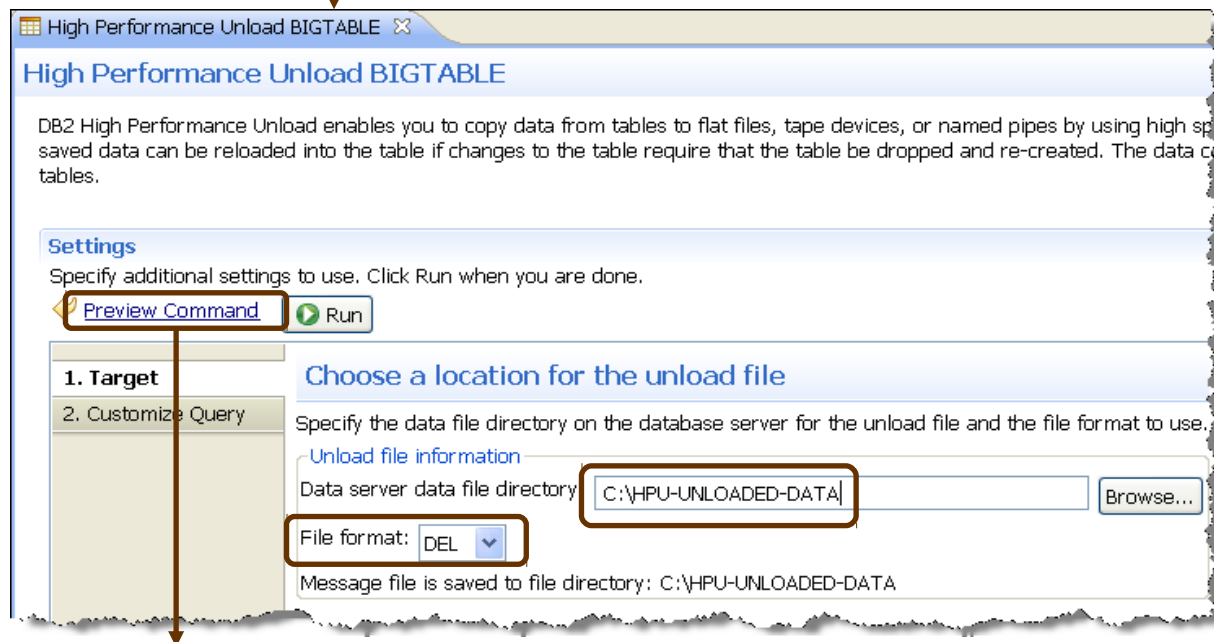 High Performance Unload BIGTABLE
High Performance Unload BIGTABLE
DB2 High Performance Unload enables you to copy data from tables to flat files, tape devices, or named pipes by using high
saved data can be reloaded into the table if changes to the table require that the table be dropped and re-created. The data
tables.
Settings
Specify additional settings to use. Click Run when you are done.
Preview Command Run
1. Target Choose a location for the unload file
2. Customize Query
Specify the data file directory on the database server for the unload file and the file format to use.
Unload file information
Data server data file directory C:\HPU-UNLOADED-DATA Browse...
File format: DEL
Message file is saved to file directory: C:\HPU-UNLOADED-DATA